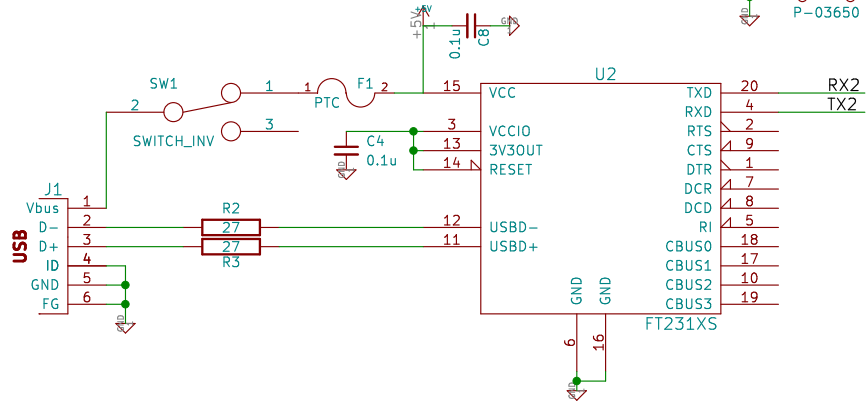 GND
P-03650
+5V
+5V
1
0.1u
C8
GND
SW1
2
1
3
SWITCH_INV
1
F1
2
PTC
U2
15
VCC
TXD
20
RX2
RXD
4
TX2
3
VCCIO
RTS
2
13
3V3OUT
CTS
9
14
RESET
DTR
1
C4
0.1u
GND
DCR
7
DCD
8
12
USBD-
RI
5
11
USBD+
CBUS0
18
CBUS1
17
CBUS2
10
CBUS3
19
GND
GND
6
16
FT231XS
GND
J1
USB
Vbus
1
D-
2
D+
3
ID
4
GND
5
FG
6
GND
R2
27
27
R3